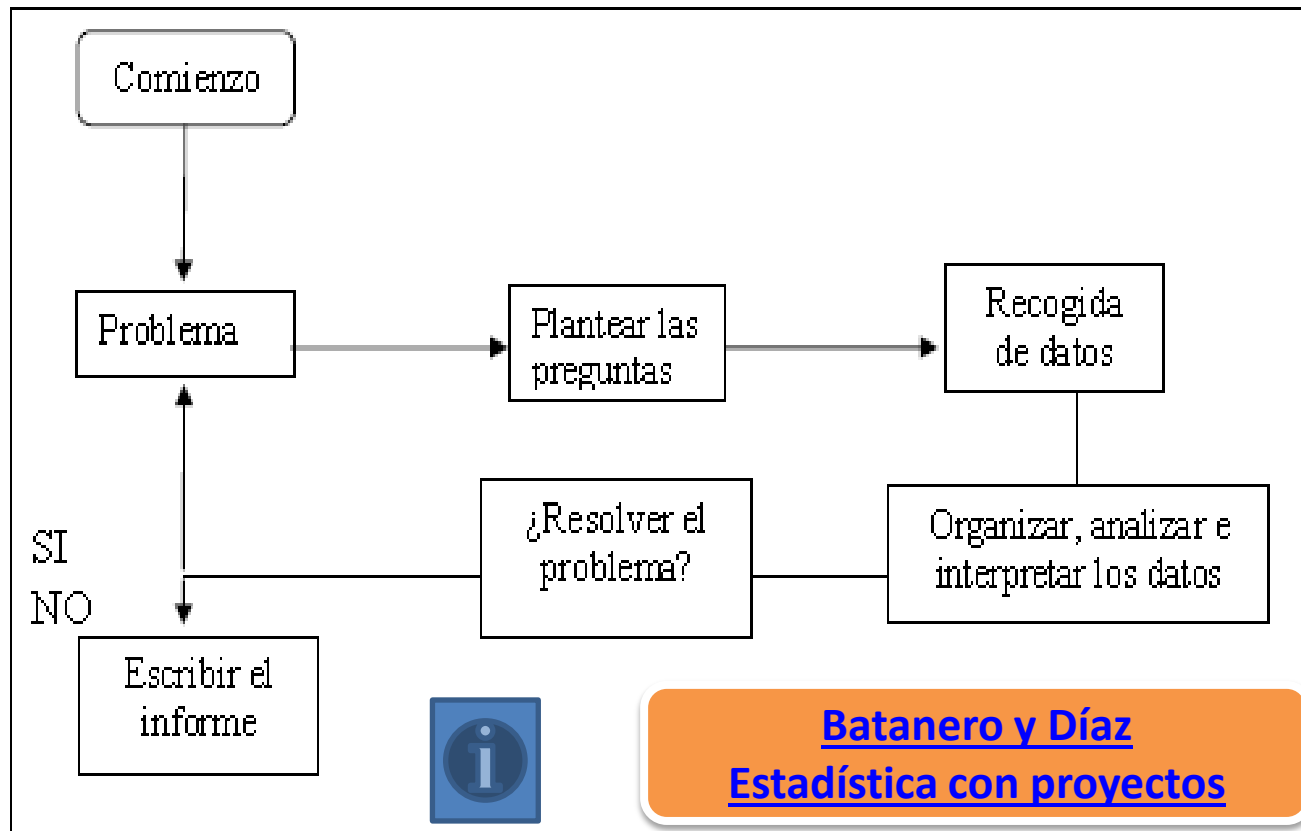 Comienzo
Problema
Plantear las
preguntas
Recogida
de datos
¿Resolver el
problema?
Organizar, analizar e
interpretar los datos
SI
NO
Escribir el
informe
i
Batanero y Díaz
Estadística con proyectos